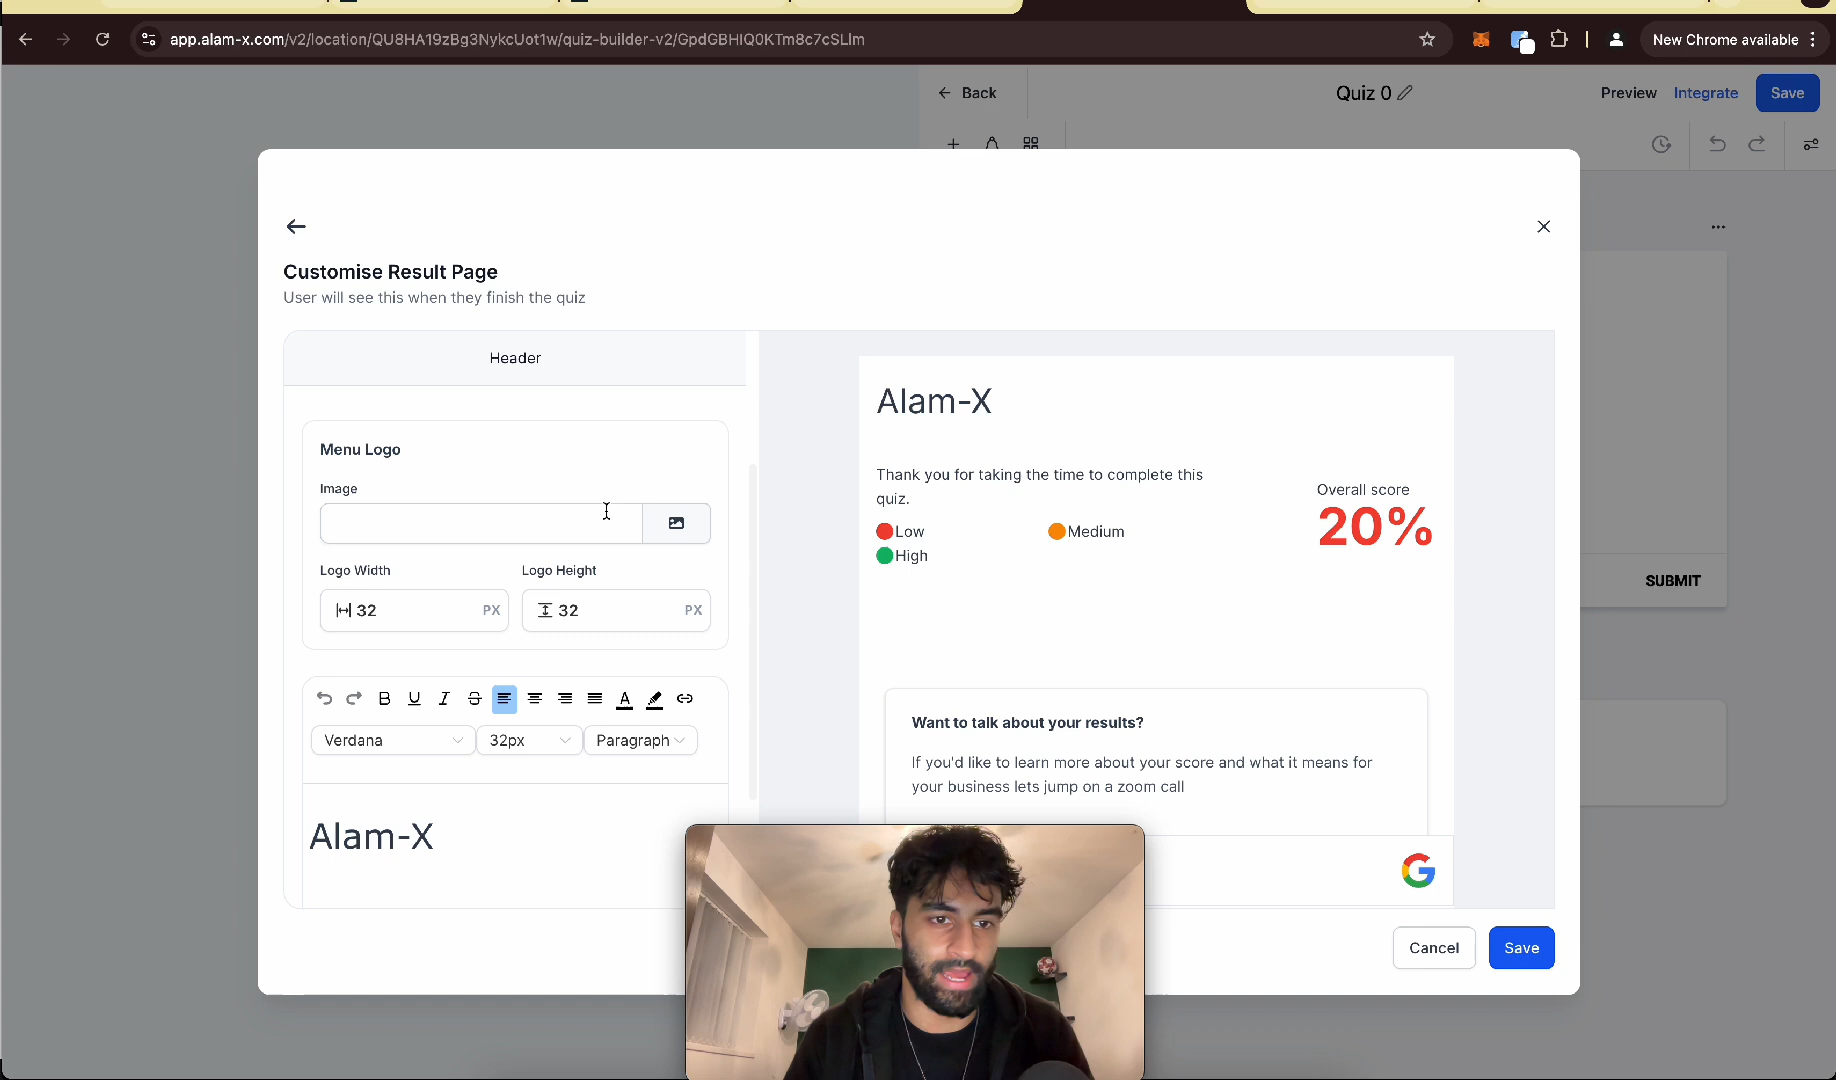 app.alam-x.com/v2/location/QU8HA19zBg3NykcUot1w/quiz-builder-v2/GpdGBHIQ0KTm8c7cSLlm
New Chrome available
Back
Quiz 0
Preview
Integrate
Save
Customise Result Page
User will see this when they finish the quiz
Header
Menu Logo
Image
Logo Width
Logo Height
32
PX
32
PX
Verdana
32px
Paragraph
Alam-X
Alam-X
Thank you for taking the time to complete this
quiz.
Low
Medium
High
Overall score
20%
Want to talk about your results?
If you'd like to learn more about your score and what it means for
your business lets jump on a zoom call
SUBMIT
Cancel
Save